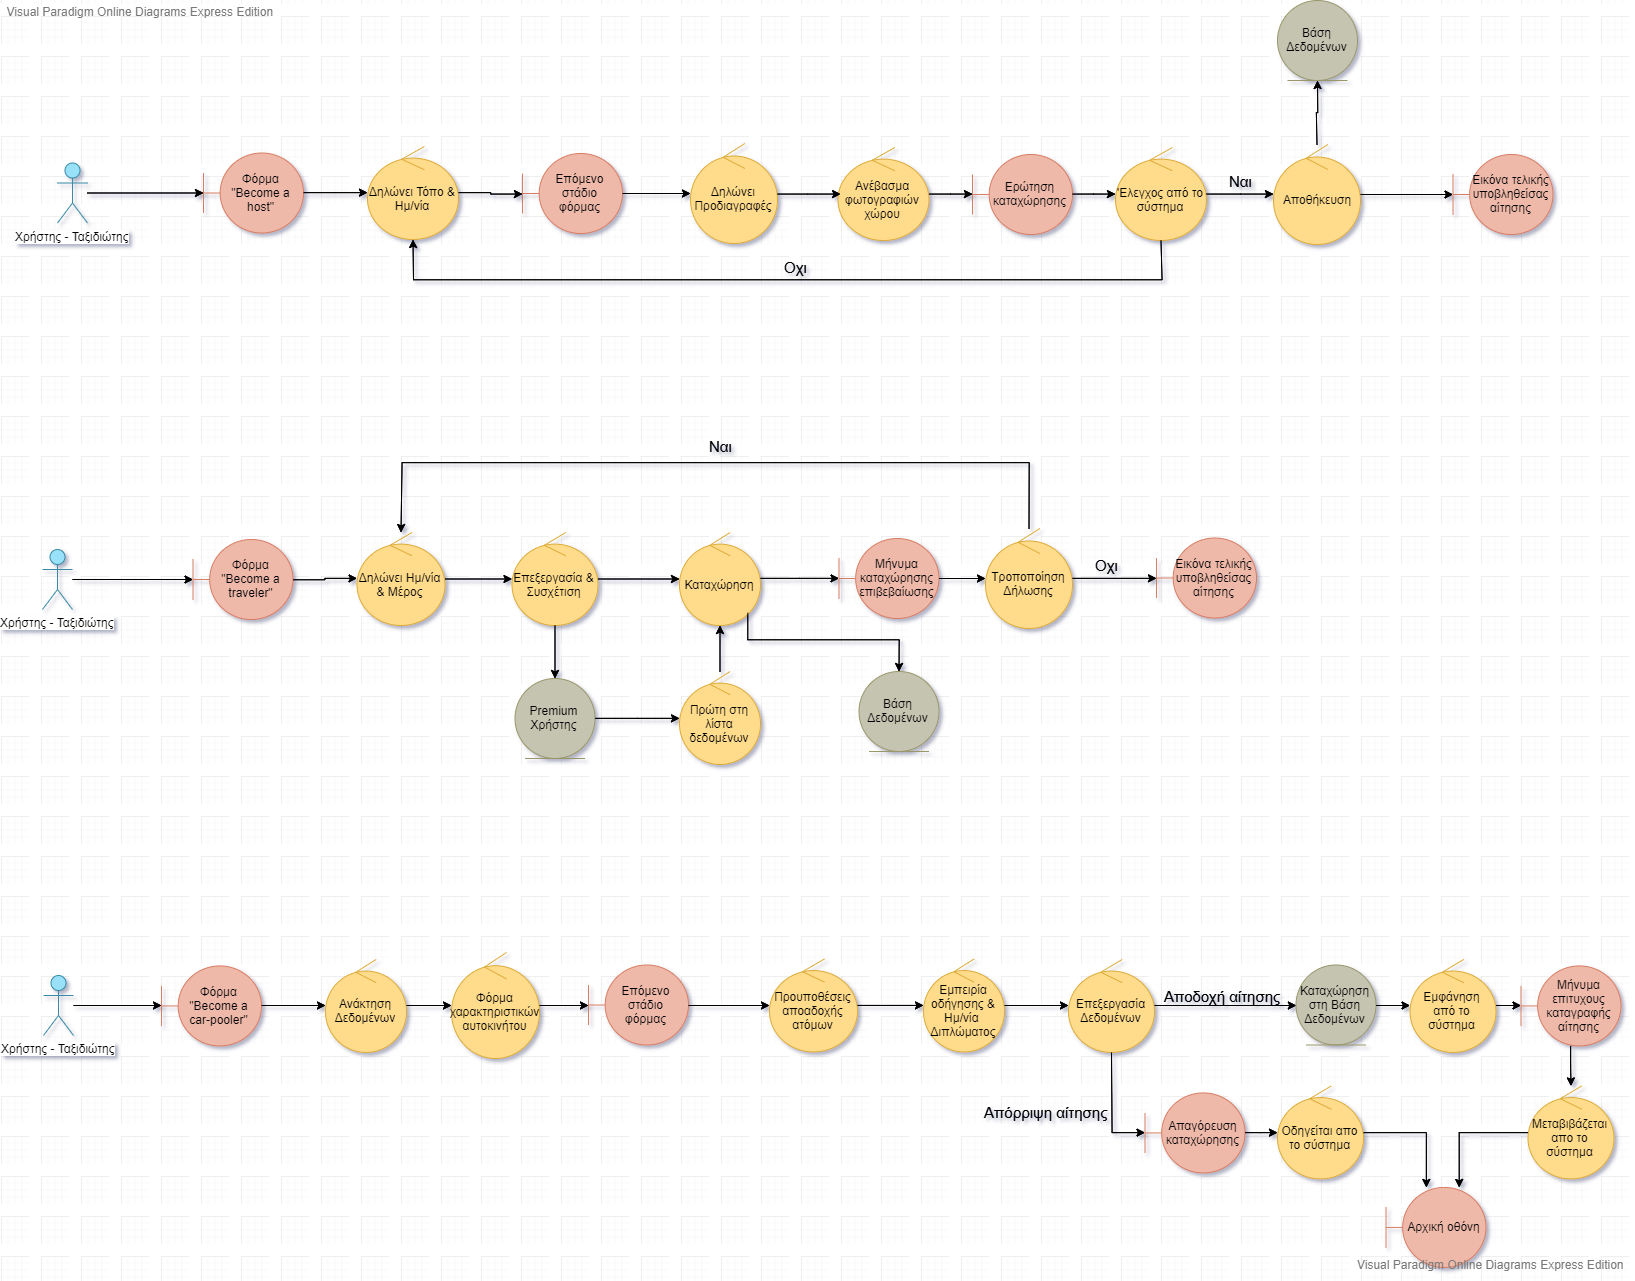 Visual Paradigm Online Diagrams Express Edition
Βάση
Δεδομένων
Χρήστης - Ταξιδιώτης
Φόρμα
"Become a
host"
Δηλώνει Τόπο &
Ημ/νία
Επόμενο
στάδιο
φόρμας
Δηλώνει
Προδιαγραφές
Ανέβασμα
φωτογραφιών
χώρου
Ερώτηση
καταχώρησης
Έλεγχος από το
σύστημα
Ναι
Αποθήκευση
Εικόνα τελικής
υποβληθείσας
αίτησης
Οχι
Ναι
Χρήστης - Ταξιδιώτης
Φόρμα
"Become a
traveler"
Δηλώνει Ημ/νία
& Μέρος
Επεξεργασία &
Συσχέτιση
Καταχώρηση
Μήνυμα
καταχώρησης
επιβεβαίωσης
Τροποποίηση
Δήλωσης
Οχι
Εικόνα τελικής
υποβληθείσας
αίτησης
Premium
Χρήστης
Πρώτη στη
λίστα
δεδομένων
Βάση
Δεδομένων
Χρήστης - Ταξιδιώτης
Φόρμα
"Become a
car-pooler"
Ανάκτηση
Δεδομένων
Φόρμα
χαρακτηριστικών
αυτοκινήτου
Επόμενο
στάδιο
φόρμας
Προυποθέσεις
αποαδοχής
ατόμων
Εμπειρία
οδήγησης &
Ημ/νία
Διπλώματος
Επεξεργασία
Δεδομένων
Αποδοχή αίτησης
Καταχώρηση
στη Βάση
Δεδομένων
Εμφάνηση
από το
σύστημα
Μήνυμα
επιτυχους
καταγραφής
αίτησης
Απόρριψη αίτησης
Απαγόρευση
καταχώρησης
Οδηγείται απο
το σύστημα
Μεταβιβάζεται
απο το
σύστημα
Αρχική οθόνη
Visual Paradigm Online Diagrams Express Edition